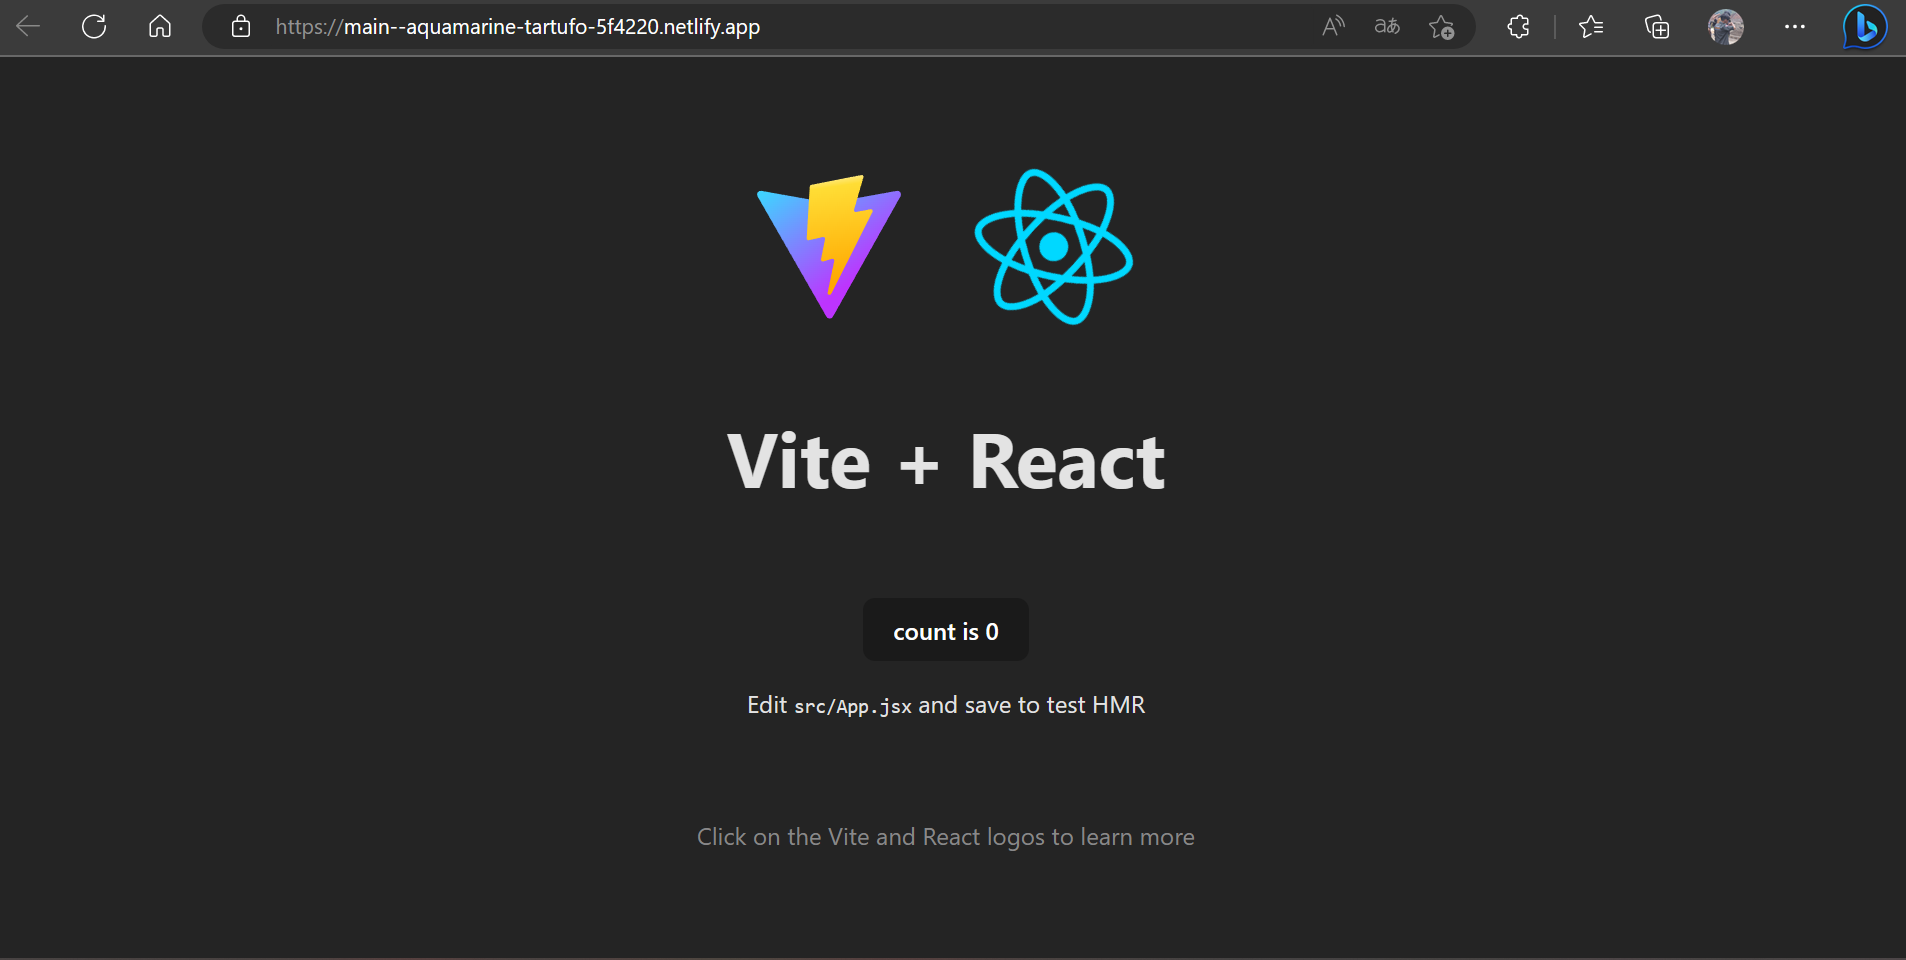 https://main--aquamarine-tartufo-5f4220.netlify.app
Vite + React
count is 0
Edit src/App.jsx and save to test HMR
Click on the Vite and React logos to learn more